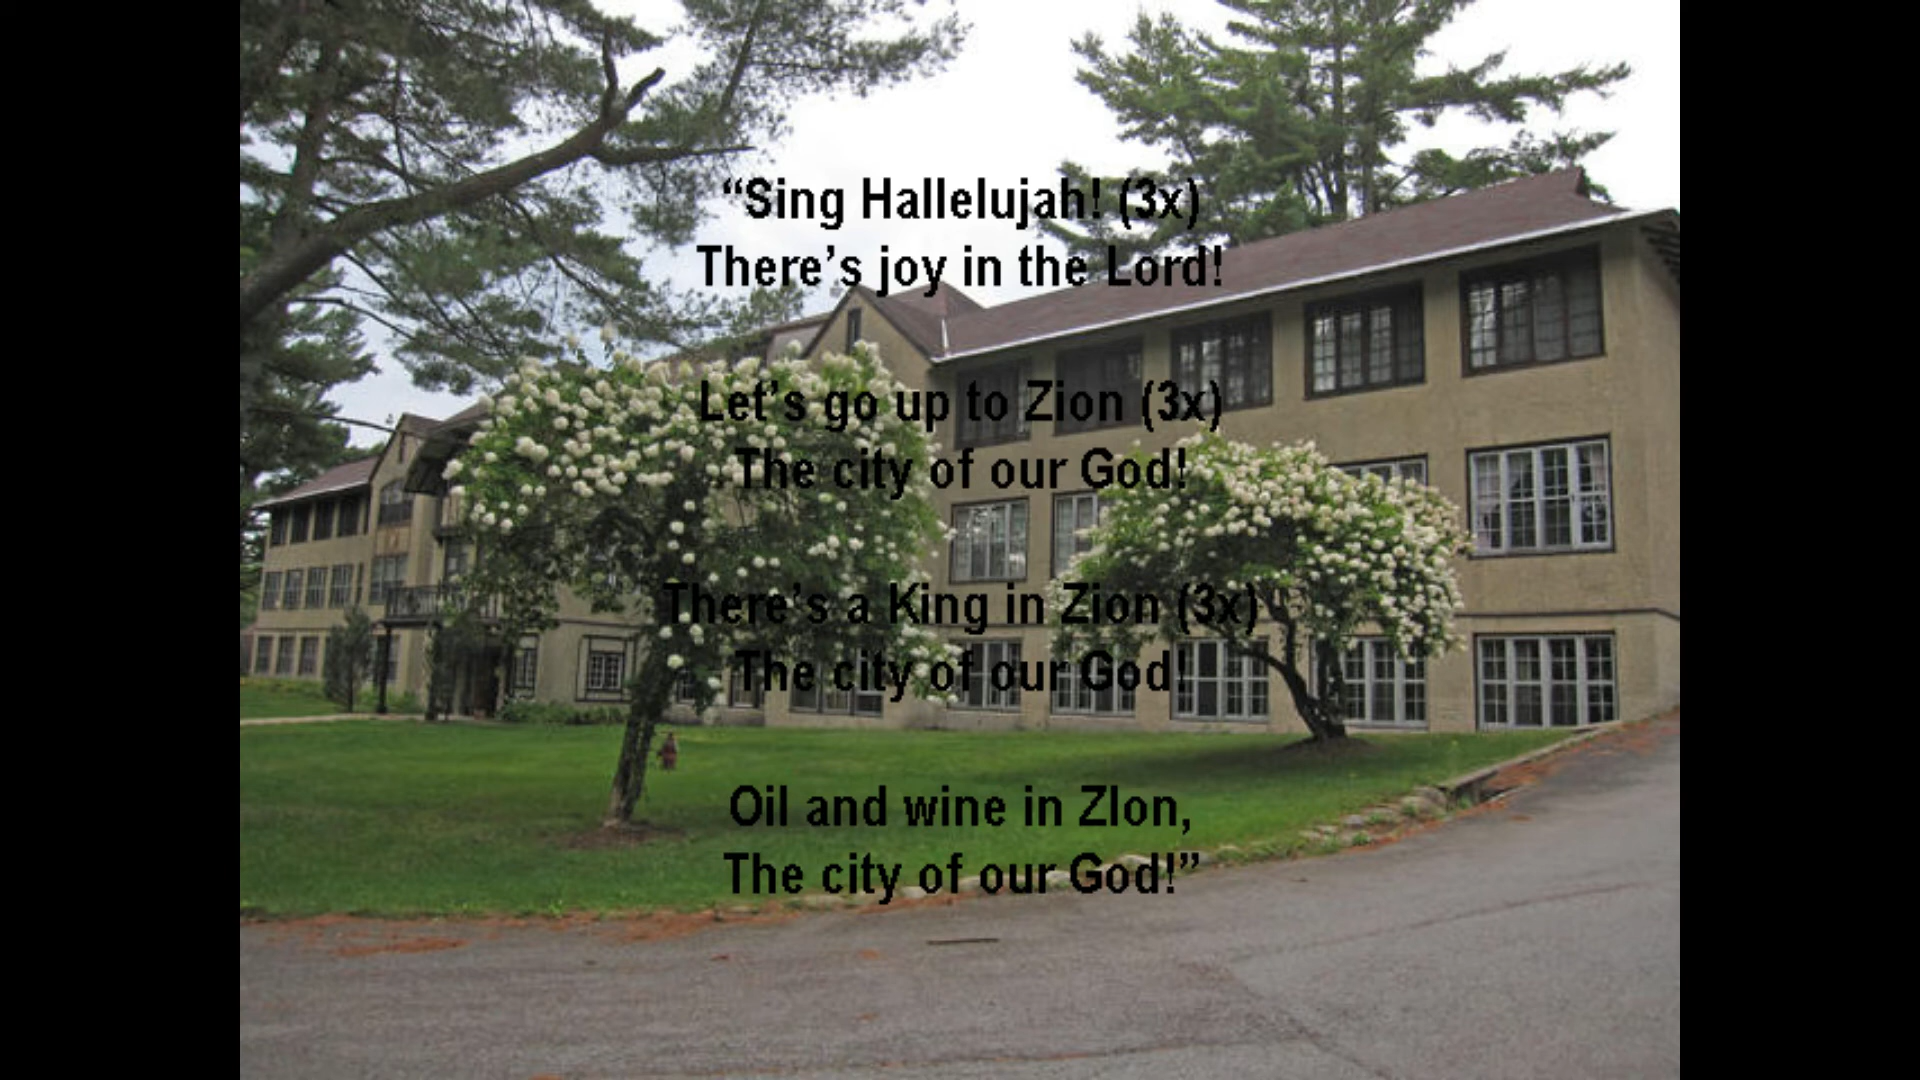 “Sing Hallelujah! (3x)
There’s joy in the Lord!
Let’s go up to Zion (3x)
The city of our God!
There’s a King in Zion (3x)
The city of our God!
Oil and wine in ZIon,
The city of our God!”